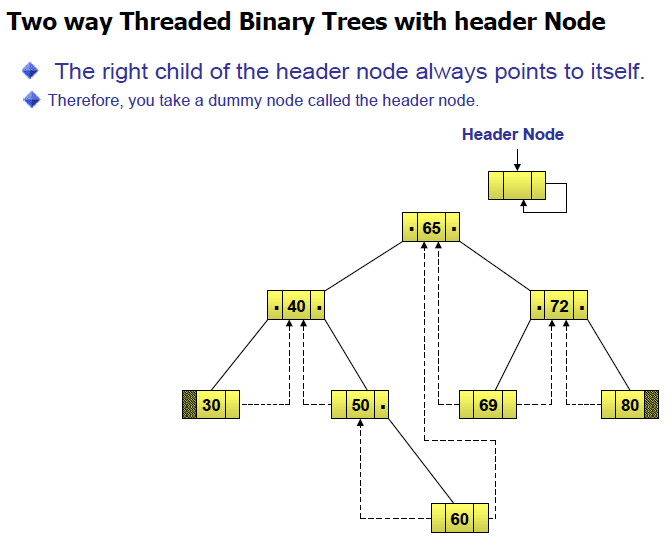 Two way Threaded Binary Trees with header Node
The right child of the header node always points to itself.
Therefore, you take a dummy node called the header node.
Header Node
65
40
72
30
50
69
80
60